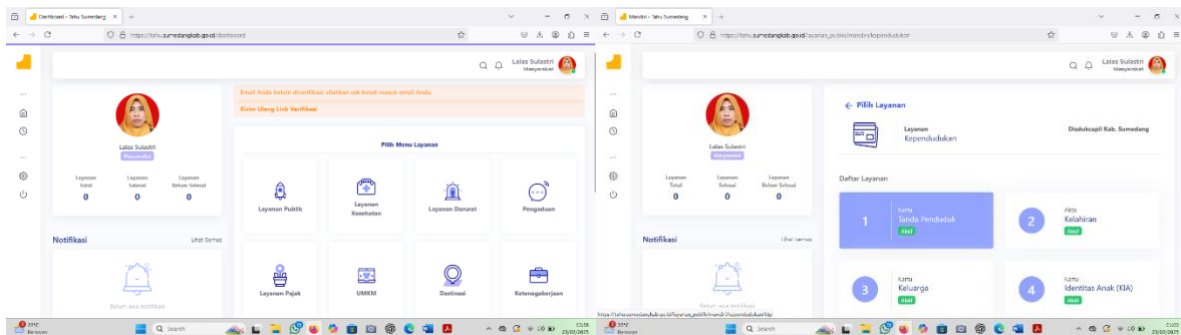 Dashboard - Tahu Sumedang
https://tahu.sumedangkab.go.id/dashboard
Lalas Sulastri
Masyarakat
Email Anda belum diverifikasi, silahkan cek kotak masuk email Anda.
Kirim Ulang Link Verifikasi
Lalas Sulastri
Masyarakat
Layanan Total
0
Layanan Selesai
0
Layanan Belum Selesai
0
Notifikasi
Lihat Semua
Belum ada notifikasi
Pilih Menu Layanan
Layanan Publik
Layanan Kesehatan
Layanan Darurat
Pengaduan
Layanan Pajak
UMKM
Destinasi
Ketenagakerjaan
Search
23/02/2025
Mandiri - Tahu Sumedang
Lalas Sulastri
Masyarakat
Lalas Sulastri
Masyarakat
Layanan Total
0
Layanan Selesai
0
Layanan Belum Selesai
0
Notifikasi
Lihat Semua
Belum ada notifikasi
Pilih Layanan
Layanan
Kependudukan
Disdukcapil Kab. Sumedang
Daftar Layanan
1
Kartu
Tanda Penduduk
Aktif
2
Akta
Kelahiran
Aktif
3
Kartu
Keluarga
Aktif
4
Kartu
Identitas Anak (KIA)
Aktif
Search
23/02/2025